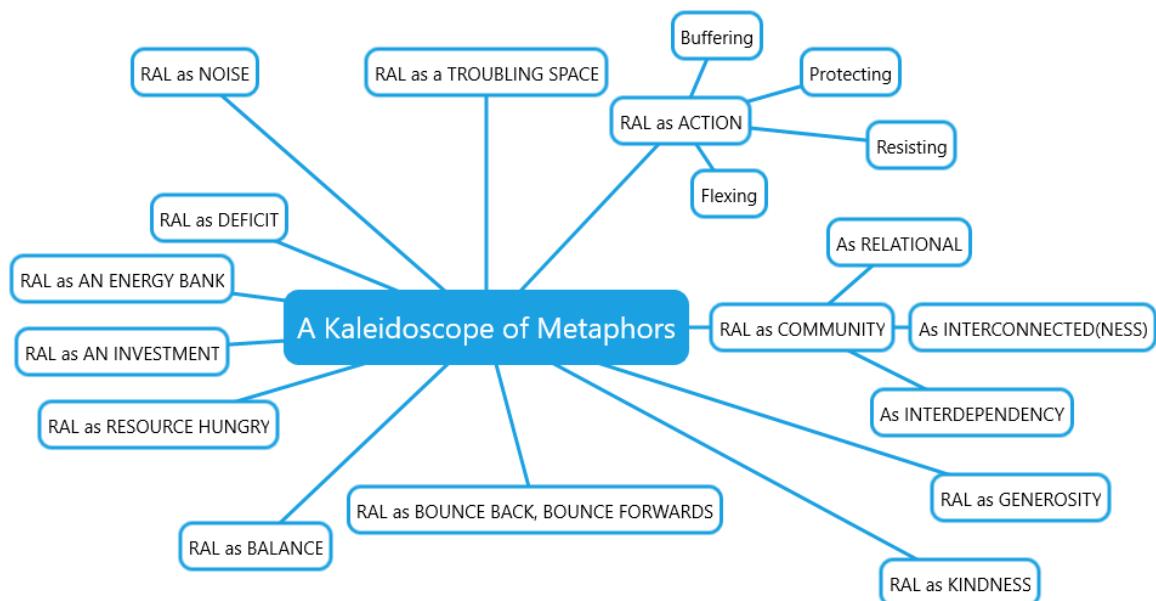 Buffering
RAL as NOISE
RAL as a TROUBLING SPACE
Protecting
RAL as ACTION
Resisting
Flexing
RAL as DEFICIT
As RELATIONAL
RAL as AN ENERGY BANK
A Kaleidoscope of Metaphors
RAL as COMMUNITY
As INTERCONNECTED(NESS)
RAL as AN INVESTMENT
RAL as RESOURCE HUNGRY
As INTERDEPENDENCY
RAL as GENEROSITY
RAL as BOUNCE BACK, BOUNCE FORWARDS
RAL as BALANCE
RAL as KINDNESS